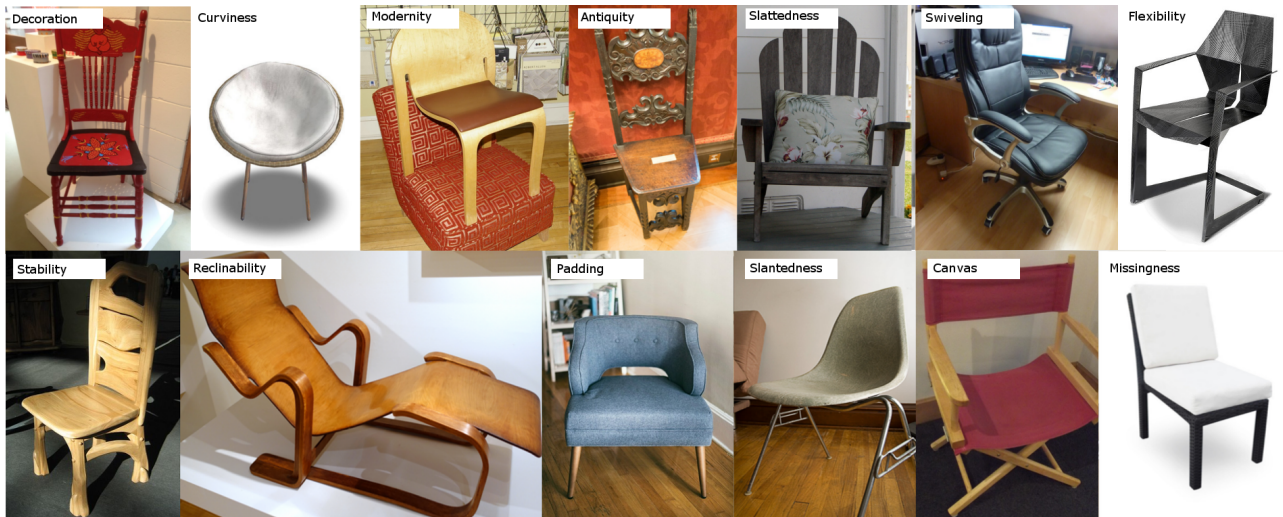 Decoration
Curviness
Modernity
Antiquity
Slattedness
Swiveling
Flexibility
Stability
Reclinability
Padding
Slantedness
Canvas
Missingness